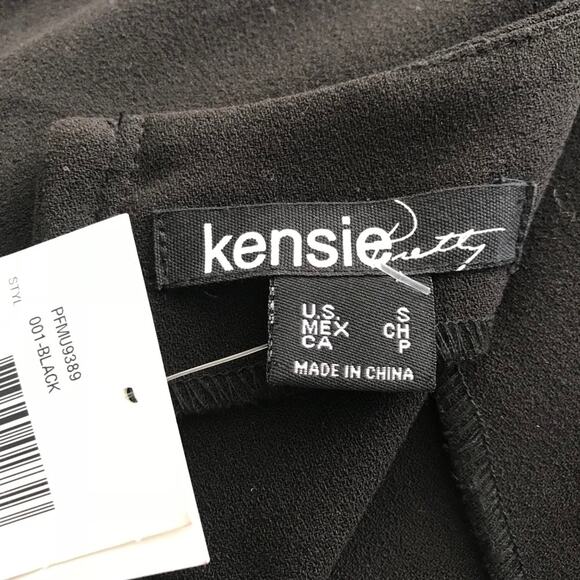 kensie Pretty
U.S. S
MEX CH
CA P
MADE IN CHINA
STYL
PFMU9389
001-BLACK